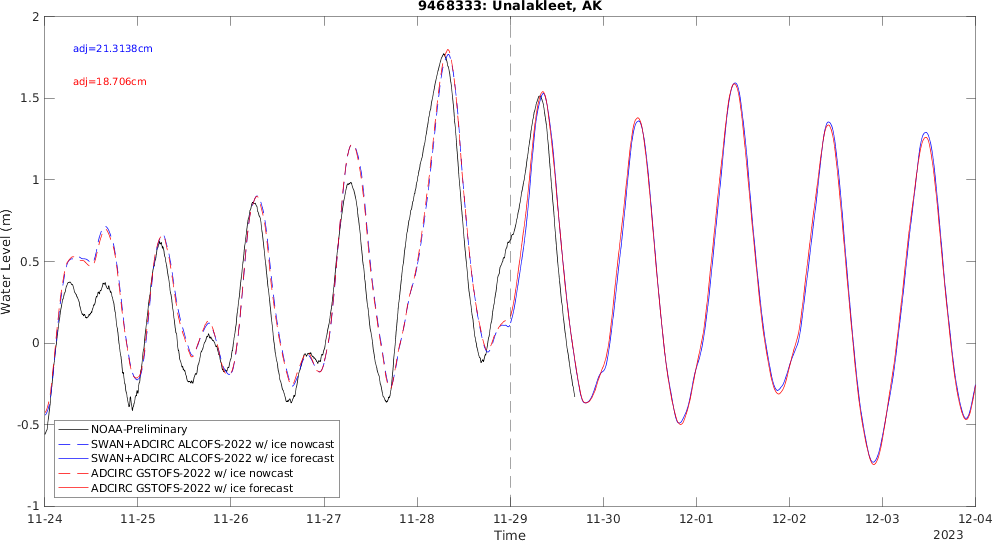 9468333: Unalakleet, AK
2
adj=21.3138cm
adj=18.706cm
1.5
1
0.5
0
-0.5
-1
Water Level (m)
NOAA-Preliminary
SWAN+ADCIRC ALCOFS-2022 w/ ice nowcast
SWAN+ADCIRC ALCOFS-2022 w/ ice forecast
ADCIRC GSTOFS-2022 w/ ice nowcast
ADCIRC GSTOFS-2022 w/ ice forecast
11-24 11-25 11-26 11-27 11-28 11-29 11-30 12-01 12-02 12-03 12-04
Time
2023